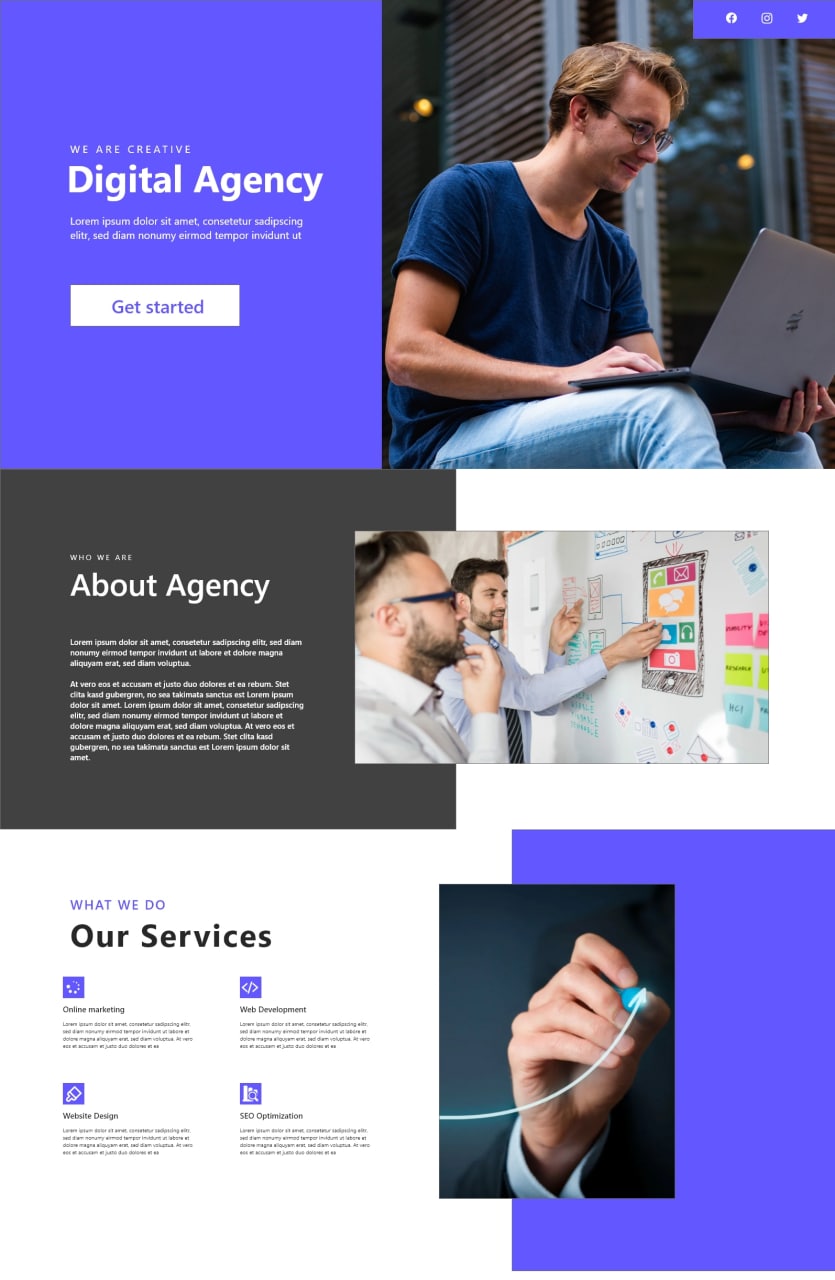 WE ARE CREATIVE
Digital Agency
Lorem ipsum dolor sit amet, consetetur sadipscing
elitr, sed diam nonumy eirmod tempor invidunt ut
Get started
WHO WE ARE
About Agency
Lorem ipsum dolor sit amet, consetetur sadipscing elitr, sed diam
nonumy eirmod tempor invidunt ut labore et dolore magna
aliquyam erat, sed diam voluptua.
At vero eos et accusam et justo duo dolores et ea rebum. Stet
clita kasd gubergren, no sea takimata sanctus est Lorem ipsum
dolor sit amet. Lorem ipsum dolor sit amet, consetetur sadipscing
elitr, sed diam nonumy eirmod tempor invidunt ut labore et
dolore magna aliquyam erat, sed diam voluptua. At vero eos et
accusam et justo duo dolores et ea rebum. Stet clita kasd
gubergren, no sea takimata sanctus est Lorem ipsum dolor sit
amet.
USABILITY
RESEARCH
HCI
WHAT WE DO
Our Services
Online marketing
Lorem ipsum dolor sit amet, consetetur sadipscing elitr,
sed diam nonumy eirmod tempor invidunt ut labore et
dolore magna aliquyam erat, sed diam voluptua. At vero
eos et accusam et justo duo dolores et ea
Web Development
Lorem ipsum dolor sit amet, consetetur sadipscing elitr,
sed diam nonumy eirmod tempor invidunt ut labore et
dolore magna aliquyam erat, sed diam voluptua. At vero
eos et accusam et justo duo dolores et ea
Website Design
Lorem ipsum dolor sit amet, consetetur sadipscing elitr,
sed diam nonumy eirmod tempor invidunt ut labore et
dolore magna aliquyam erat, sed diam voluptua. At vero
eos et accusam et justo duo dolores et ea
SEO Optimization
Lorem ipsum dolor sit amet, consetetur sadipscing elitr,
sed diam nonumy eirmod tempor invidunt ut labore et
dolore magna aliquyam erat, sed diam voluptua. At vero
eos et accusam et justo duo dolores et ea